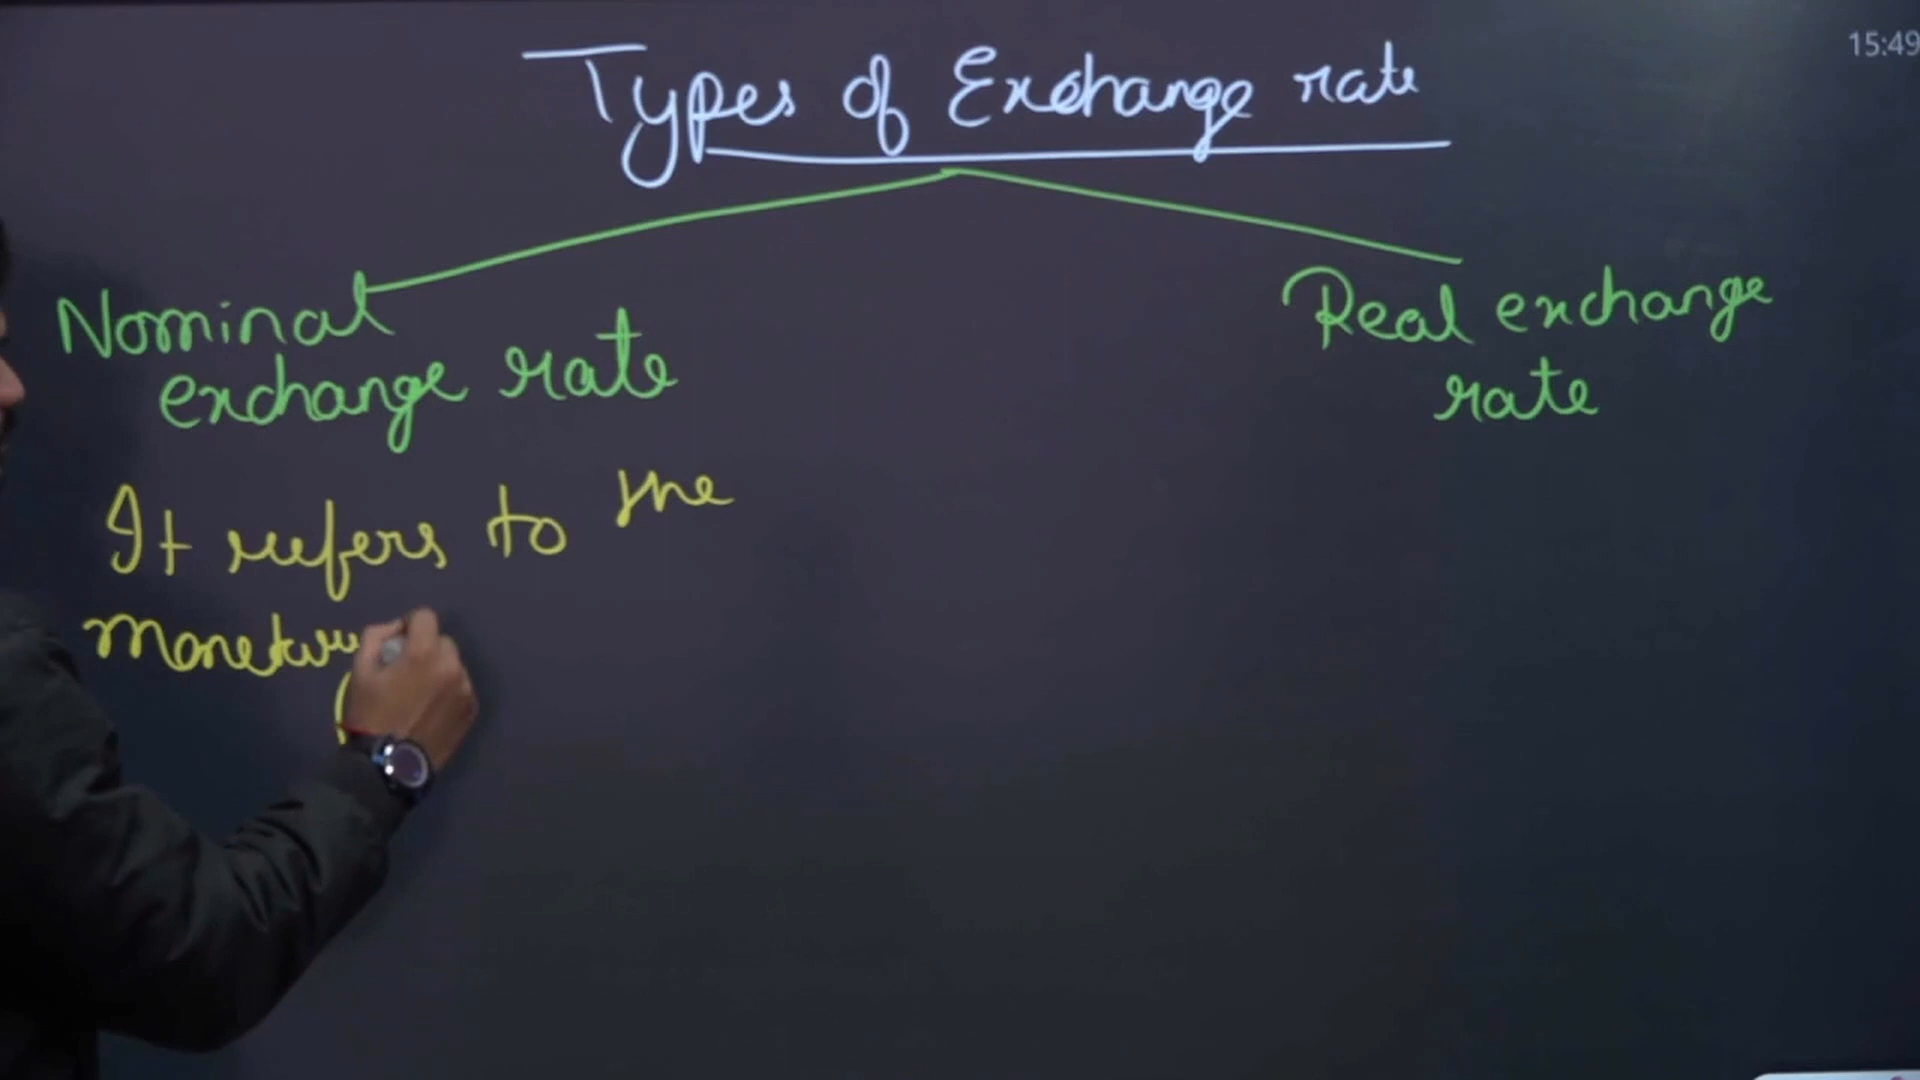 15:49
Types of Exchange rate
Nominal
exchange rate
Real exchange
rate
It refers to the